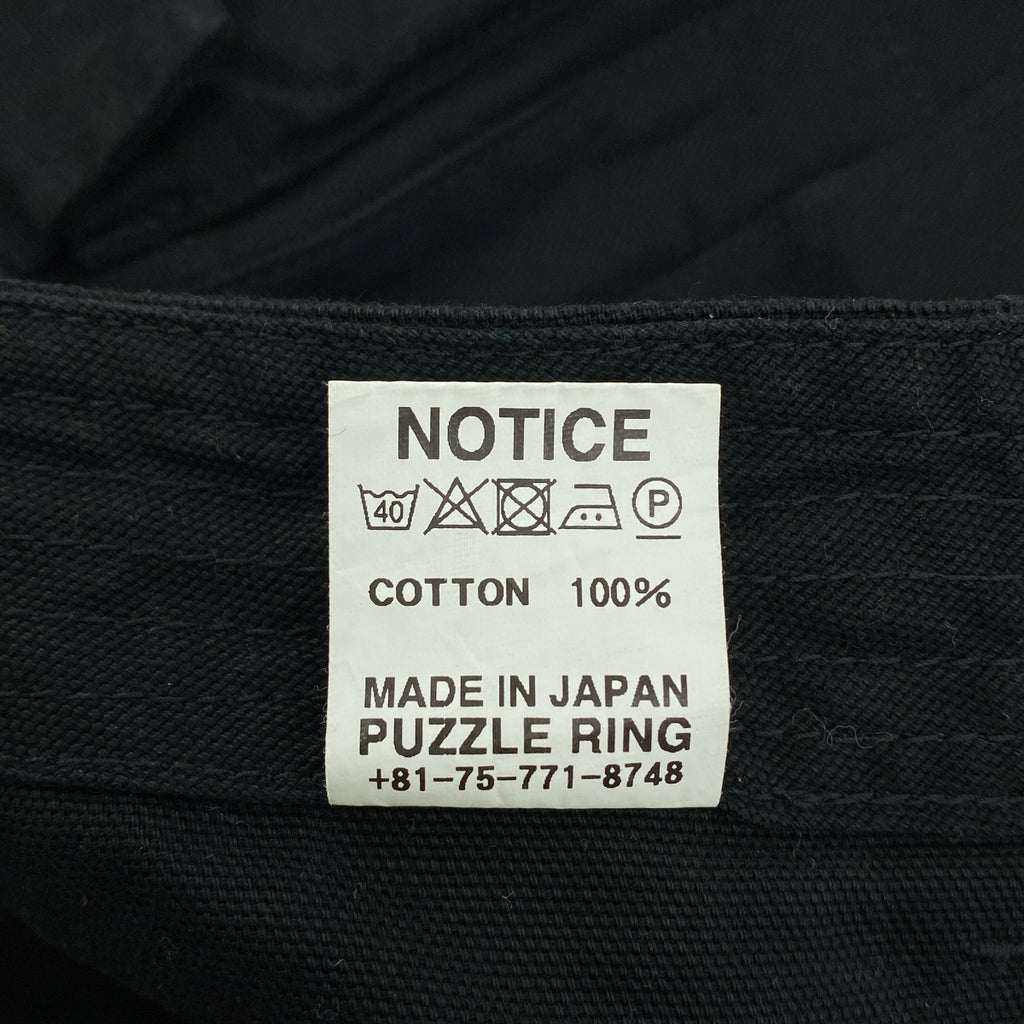 NOTICE
40 P
COTTON 100%
MADE IN JAPAN
PUZZLE RING
+81-75-771-8748